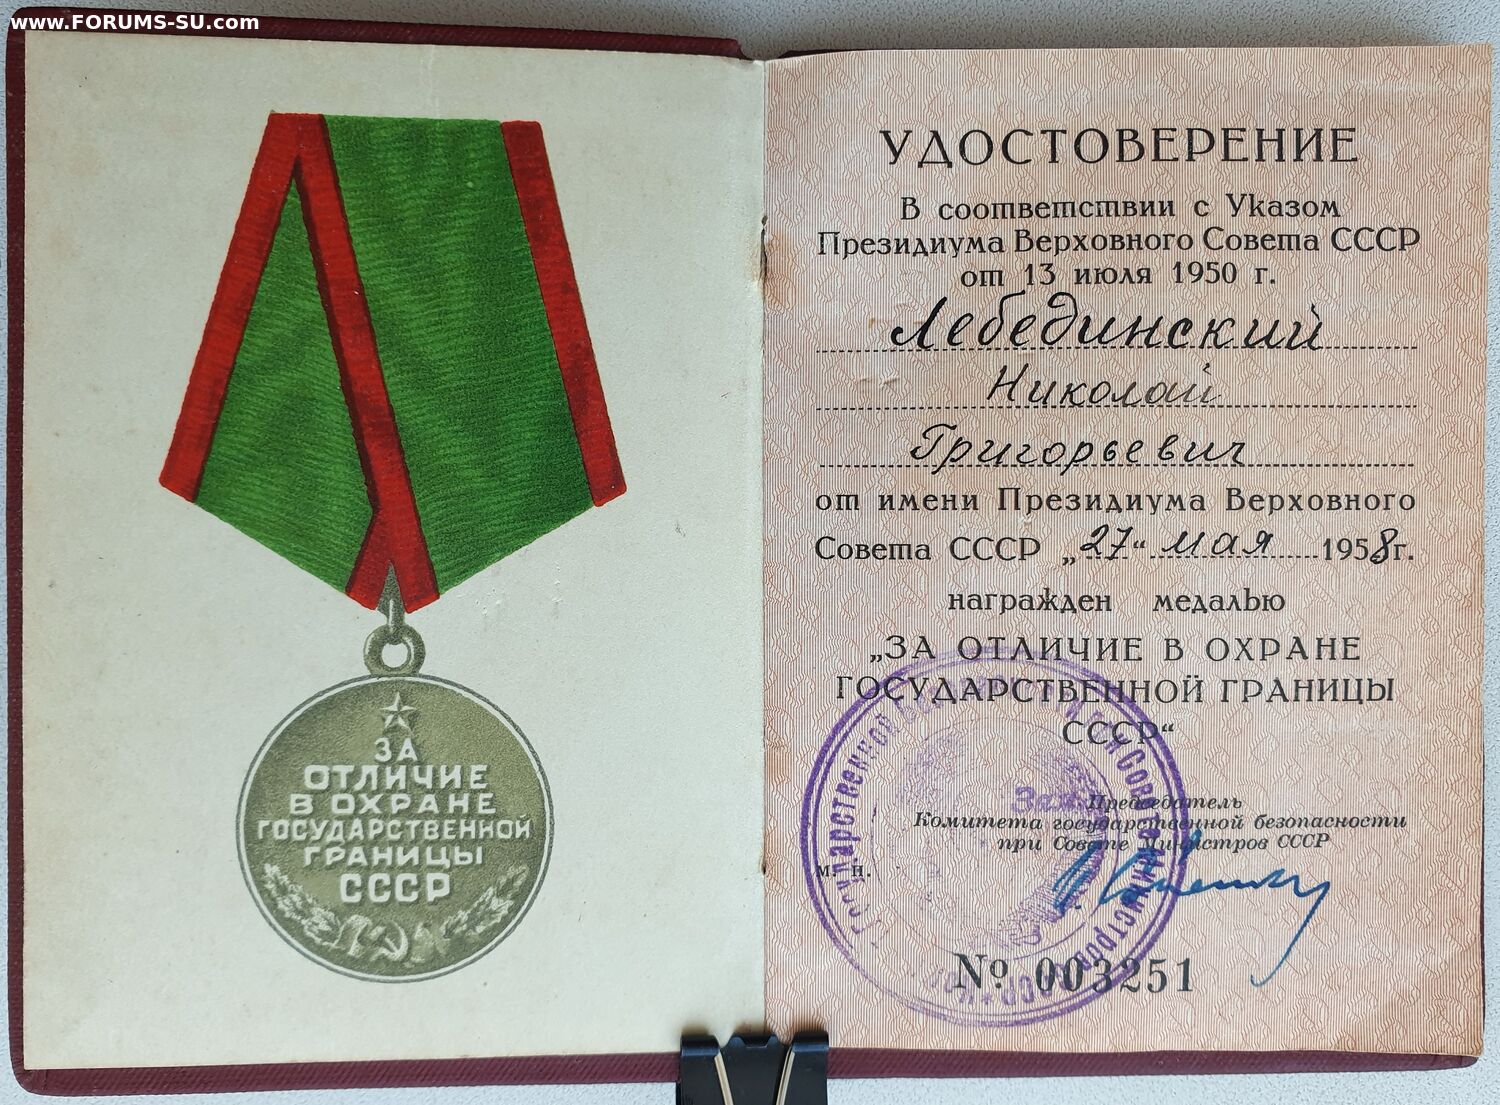 www.FORUMS-SU.com
ЗА
ОТЛИЧИЕ
В ОХРАНЕ
ГОСУДАРСТВЕННОЙ
ГРАНИЦЫ
СССР
УДОСТОВЕРЕНИЕ
В соответствии с Указом
Президиума Верховного Совета СССР
от 13 июля 1950 г.
Лебединский
Николай
Григорьевич
от имени Президиума Верховного
Совета СССР „27“ мая 1958г.
награжден медалью
„ЗА ОТЛИЧИЕ В ОХРАНЕ
ГОСУДАРСТВЕННОЙ ГРАНИЦЫ
СССР“
Зам.
Председатель
Комитета государственной безопасности
при Совете Министров СССР
м. п.
№ 003251